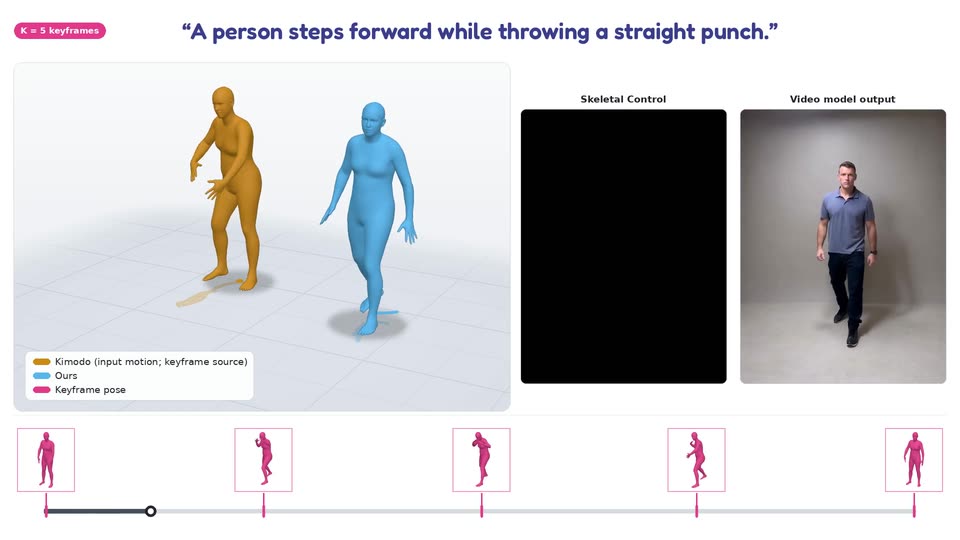 K = 5 keyframes
“A person steps forward while throwing a straight punch.”
Skeletal Control
Video model output
Kimodo (input motion; keyframe source)
Ours
Keyframe pose